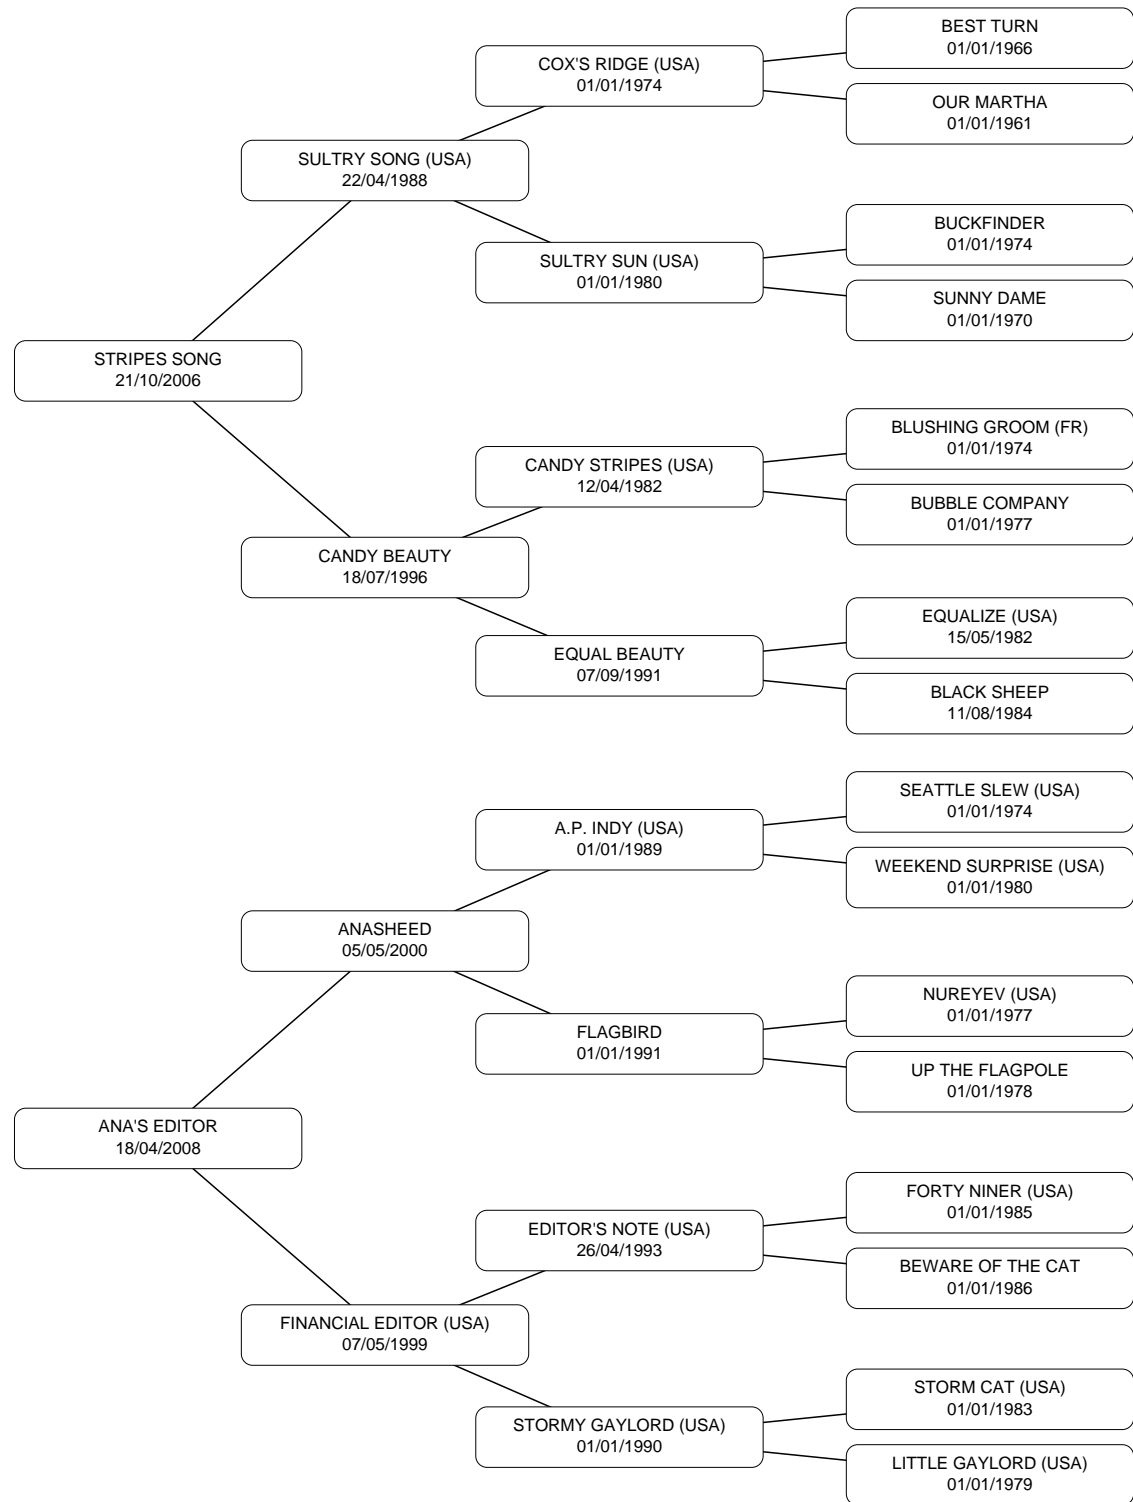 BEST TURN
01/01/1966
COX'S RIDGE (USA)
01/01/1974
OUR MARTHA
01/01/1961
SULTRY SONG (USA)
22/04/1988
BUCKFINDER
01/01/1974
SULTRY SUN (USA)
01/01/1980
SUNNY DAME
01/01/1970
STRIPES SONG
21/10/2006
BLUSHING GROOM (FR)
01/01/1974
CANDY STRIPES (USA)
12/04/1982
BUBBLE COMPANY
01/01/1977
CANDY BEAUTY
18/07/1996
EQUALIZE (USA)
15/05/1982
EQUAL BEAUTY
07/09/1991
BLACK SHEEP
11/08/1984
SEATTLE SLEW (USA)
01/01/1974
A.P. INDY (USA)
01/01/1989
WEEKEND SURPRISE (USA)
01/01/1980
ANASHEED
05/05/2000
NUREYEV (USA)
01/01/1977
FLAGBIRD
01/01/1991
UP THE FLAGPOLE
01/01/1978
ANA'S EDITOR
18/04/2008
FORTY NINER (USA)
01/01/1985
EDITOR'S NOTE (USA)
26/04/1993
BEWARE OF THE CAT
01/01/1986
FINANCIAL EDITOR (USA)
07/05/1999
STORM CAT (USA)
01/01/1983
STORMY GAYLORD (USA)
01/01/1990
LITTLE GAYLORD (USA)
01/01/1979